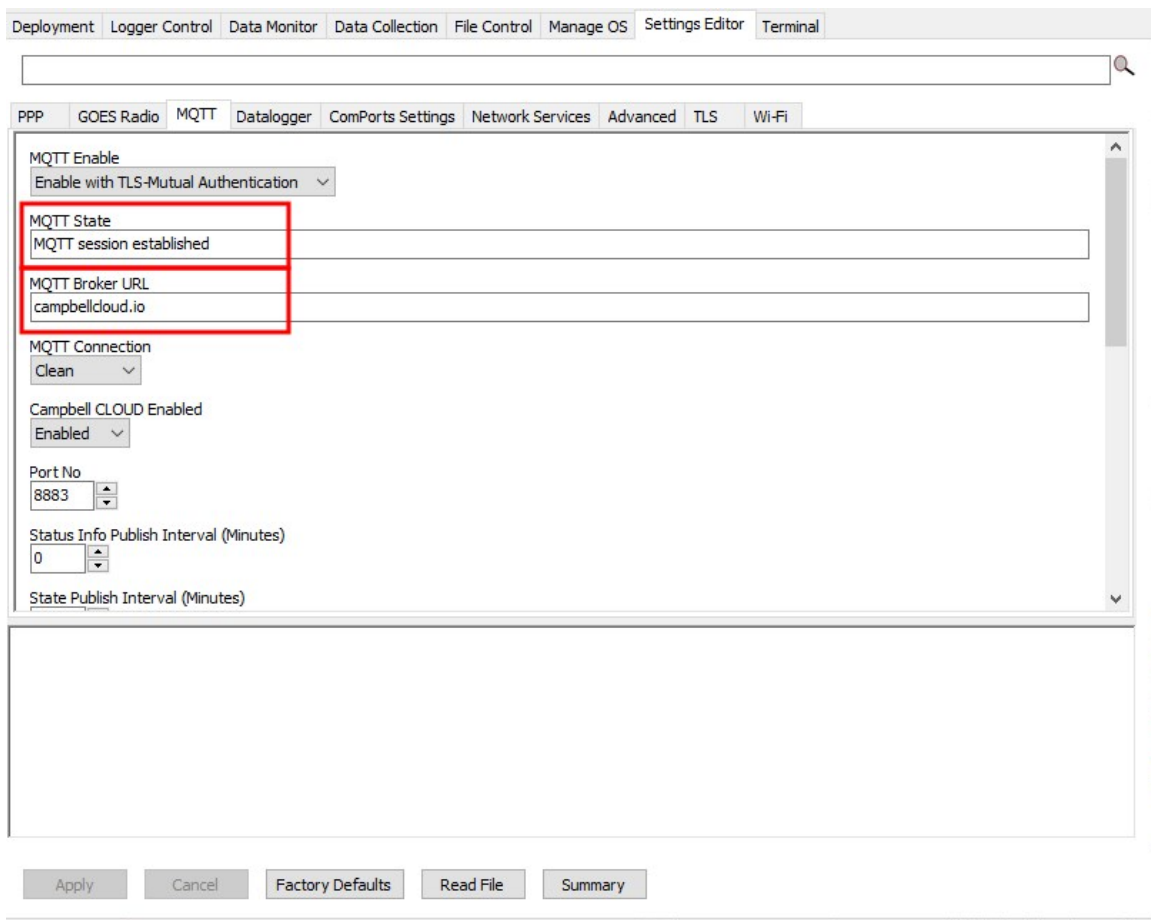 Deployment Logger Control Data Monitor Data Collection File Control Manage OS Settings Editor Terminal
PPP GOES Radio MQTT Datalogger ComPorts Settings Network Services Advanced TLS Wi-Fi
MQTT Enable
Enable with TLS-Mutual Authentication
MQTT State
MQTT session established
MQTT Broker URL
campbellcloud.io
MQTT Connection
Clean
Campbell CLOUD Enabled
Enabled
Port No
8883
Status Info Publish Interval (Minutes)
0
State Publish Interval (Minutes)
Apply Cancel Factory Defaults Read File Summary